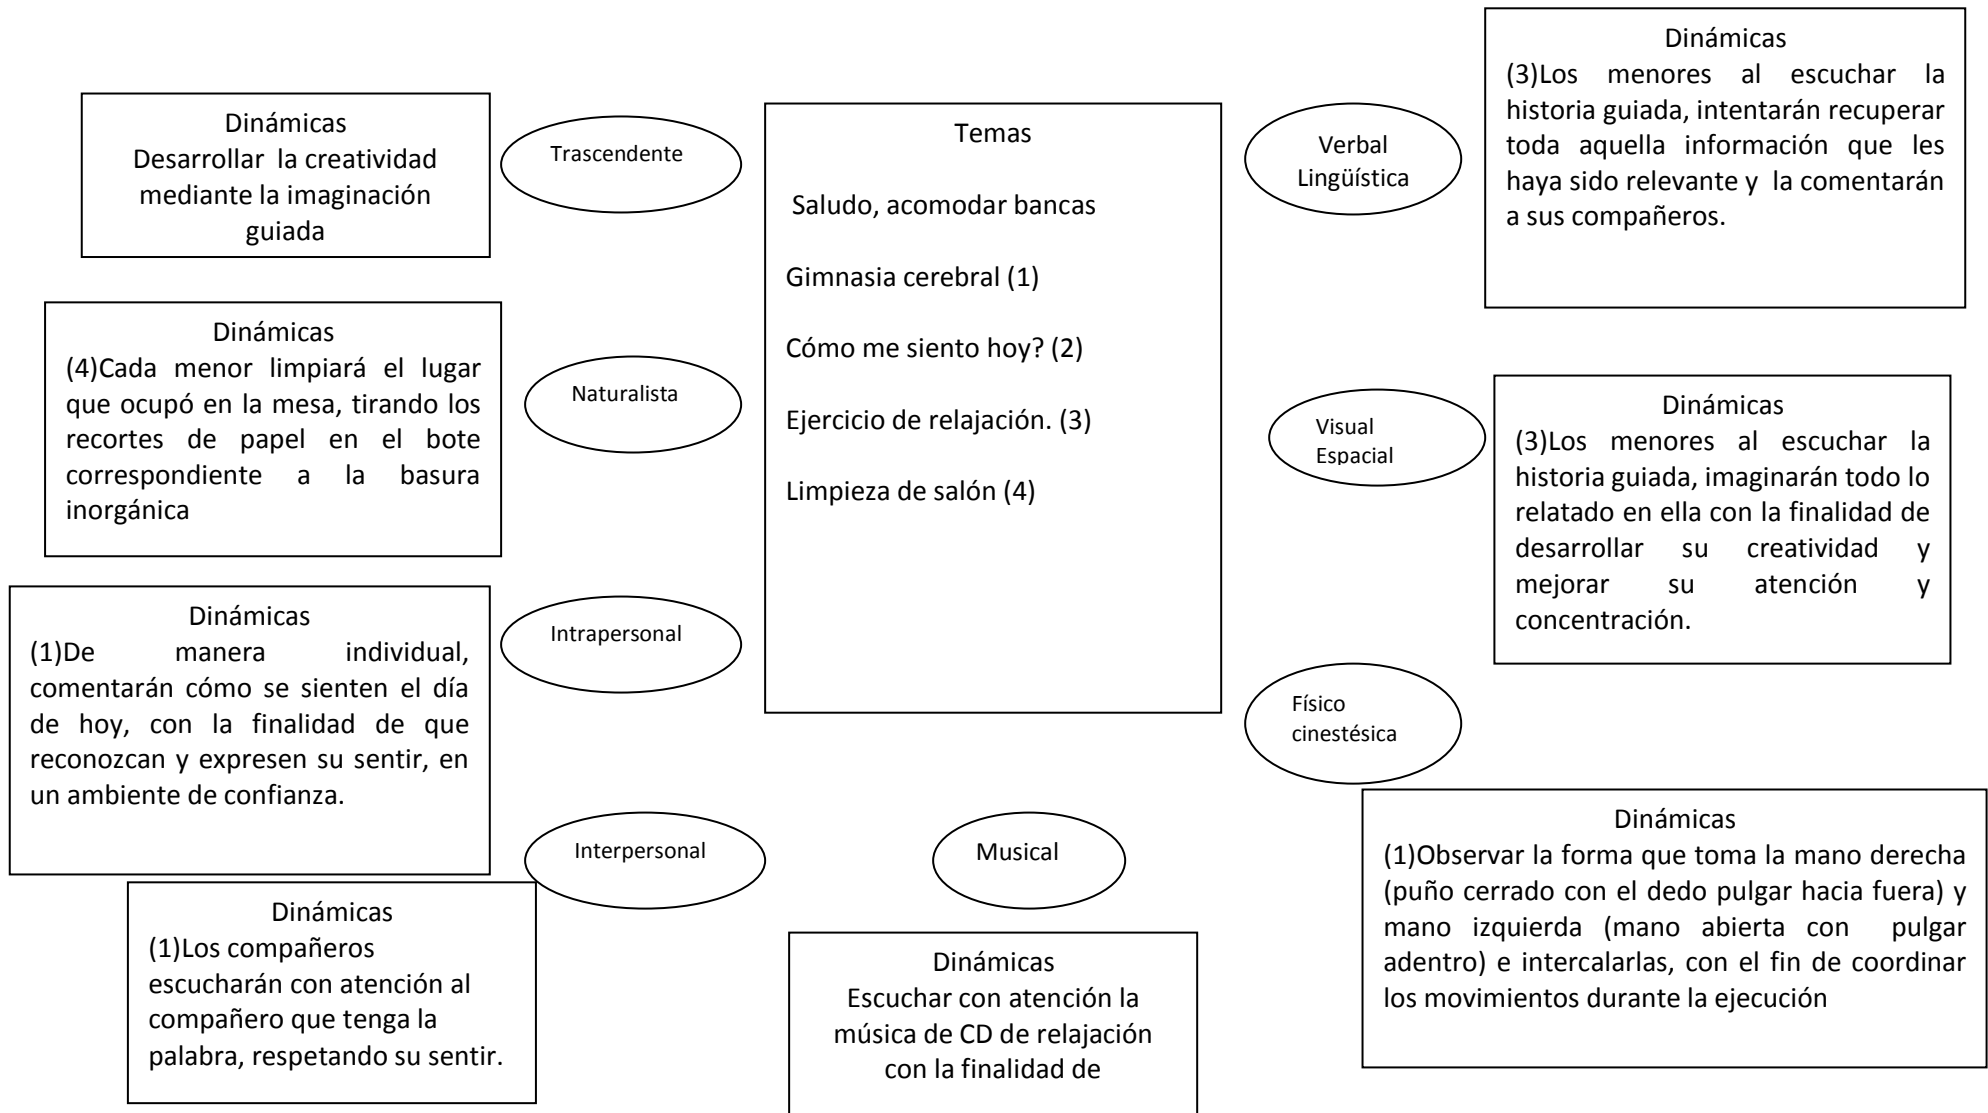 Dinámicas
Desarrollar la creatividad
mediante la imaginación
guiada
Trascendente
Dinámicas
(4)Cada menor limpiará el lugar
que ocupó en la mesa, tirando los
recortes de papel en el bote
correspondiente a la basura
inorgánica
Naturalista
Dinámicas
(1)De manera individual,
comentarán cómo se sienten el día
de hoy, con la finalidad de que
reconozcan y expresen su sentir, en
un ambiente de confianza.
Intrapersonal
Dinámicas
(1)Los compañeros
escucharán con atención al
compañero que tenga la
palabra, respetando su sentir.
Interpersonal
Temas
Saludo, acomodar bancas
Gimnasia cerebral (1)
Cómo me siento hoy? (2)
Ejercicio de relajación. (3)
Limpieza de salón (4)
Musical
Dinámicas
Escuchar con atención la
música de CD de relajación
con la finalidad de
Verbal
Lingüística
Dinámicas
(3)Los menores al escuchar la
historia guiada, intentarán recuperar
toda aquella información que les
haya sido relevante y la comentarán
a sus compañeros.
Visual
Espacial
Dinámicas
(3)Los menores al escuchar la
historia guiada, imaginarán todo lo
relatado en ella con la finalidad de
desarrollar su creatividad y
mejorar su atención y
concentración.
Físico
cinestésica
Dinámicas
(1)Observar la forma que toma la mano derecha
(puño cerrado con el dedo pulgar hacia fuera) y
mano izquierda (mano abierta con pulgar
adentro) e intercalarlas, con el fin de coordinar
los movimientos durante la ejecución